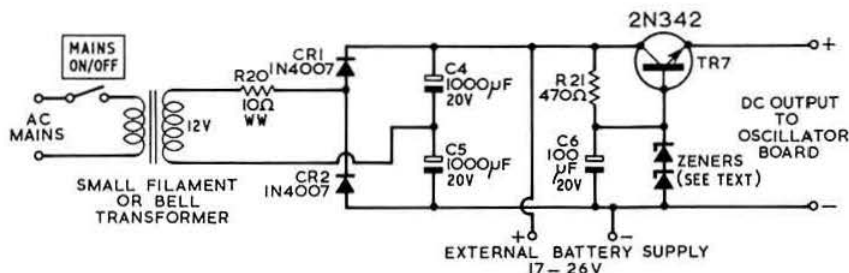 2N342
MAINS
ON/OFF
CR1
1N4007
R20
10Ω
WW
C4
1000µF
20V
R21
470Ω
TR7
+
AC
MAINS
12V
DC OUTPUT
TO
OSCILLATOR
BOARD
C5
1000µF
20V
C6
100
µF
20V
ZENERS
(SEE TEXT)
CR2
1N4007
SMALL FILAMENT
OR BELL
TRANSFORMER
-
+
-
EXTERNAL BATTERY SUPPLY
17-26V